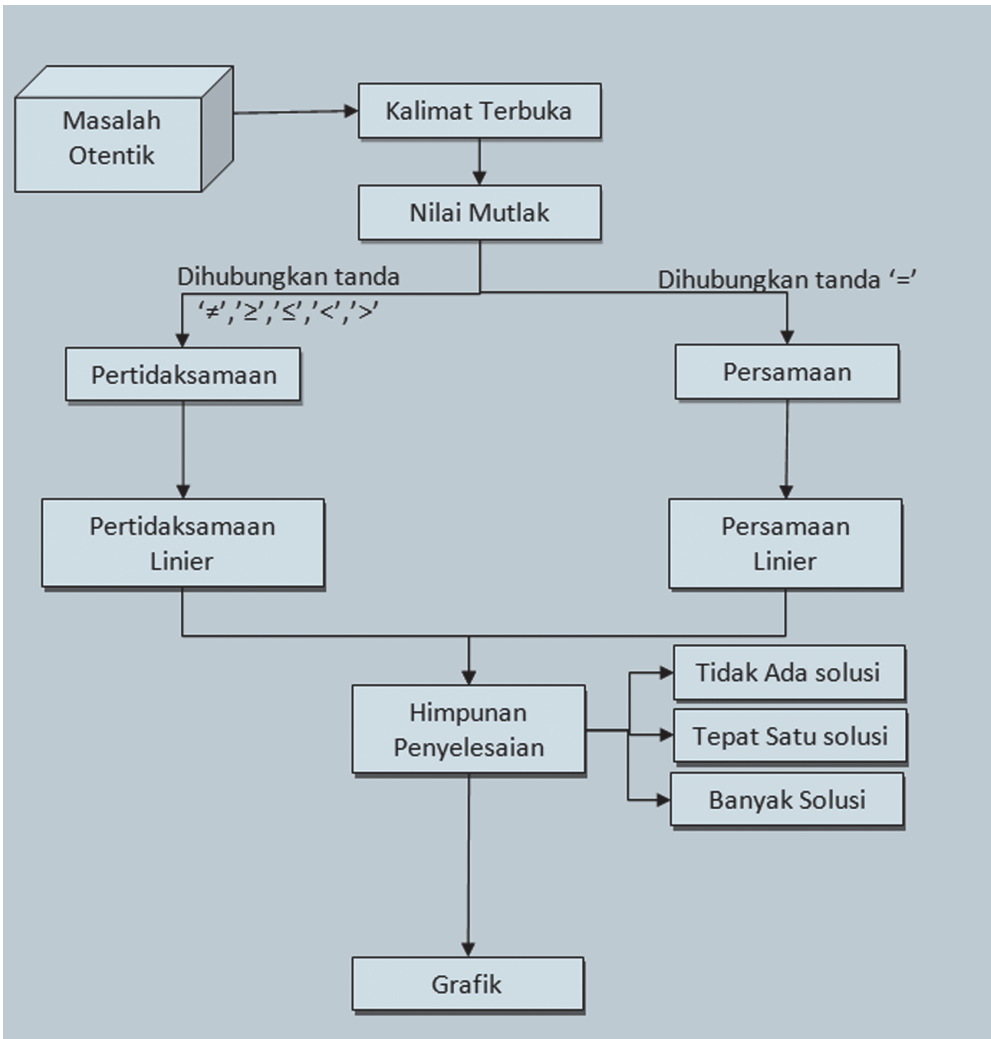 Masalah
Otentik
Kalimat Terbuka
Nilai Mutlak
Dihubungkan tanda
‘≠’,’≥’,’≤’,’<’,’>’
Dihubungkan tanda ‘=’
Pertidaksamaan
Persamaan
Pertidaksamaan
Linier
Persamaan
Linier
Himpunan
Penyelesaian
Tidak Ada solusi
Tepat Satu solusi
Banyak Solusi
Grafik